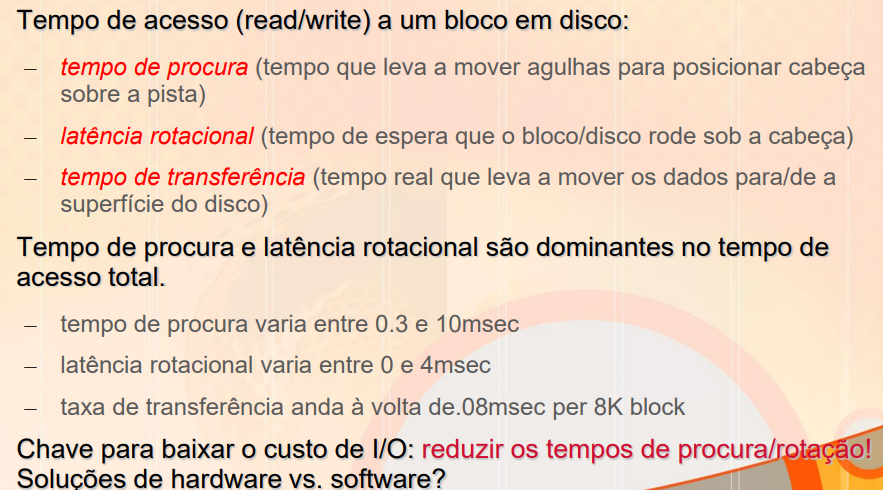 Tempo de acesso (read/write) a um bloco em disco:
– tempo de procura (tempo que leva a mover agulhas para posicionar cabeça
sobre a pista)
– latência rotacional (tempo de espera que o bloco/disco rode sob a cabeça)
– tempo de transferência (tempo real que leva a mover os dados para/de a
superfície do disco)
Tempo de procura e latência rotacional são dominantes no tempo de
acesso total.
– tempo de procura varia entre 0.3 e 10msec
– latência rotacional varia entre 0 e 4msec
– taxa de transferência anda à volta de.08msec per 8K block
Chave para baixar o custo de I/O: reduzir os tempos de procura/rotação!
Soluções de hardware vs. software?